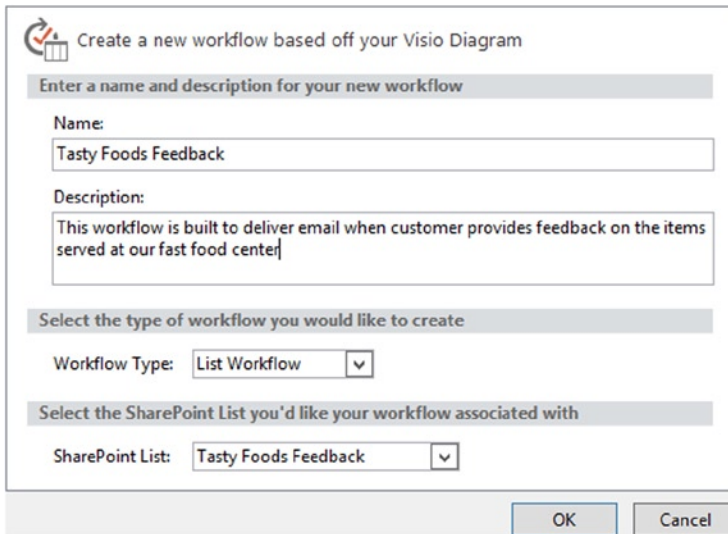 Create a new workflow based off your Visio Diagram
Enter a name and description for your new workflow
Name:
Tasty Foods Feedback
Description:
This workflow is built to deliver email when customer provides feedback on the items
served at our fast food center
Select the type of workflow you would like to create
Workflow Type: List Workflow
Select the SharePoint List you'd like your workflow associated with
SharePoint List: Tasty Foods Feedback
OK Cancel